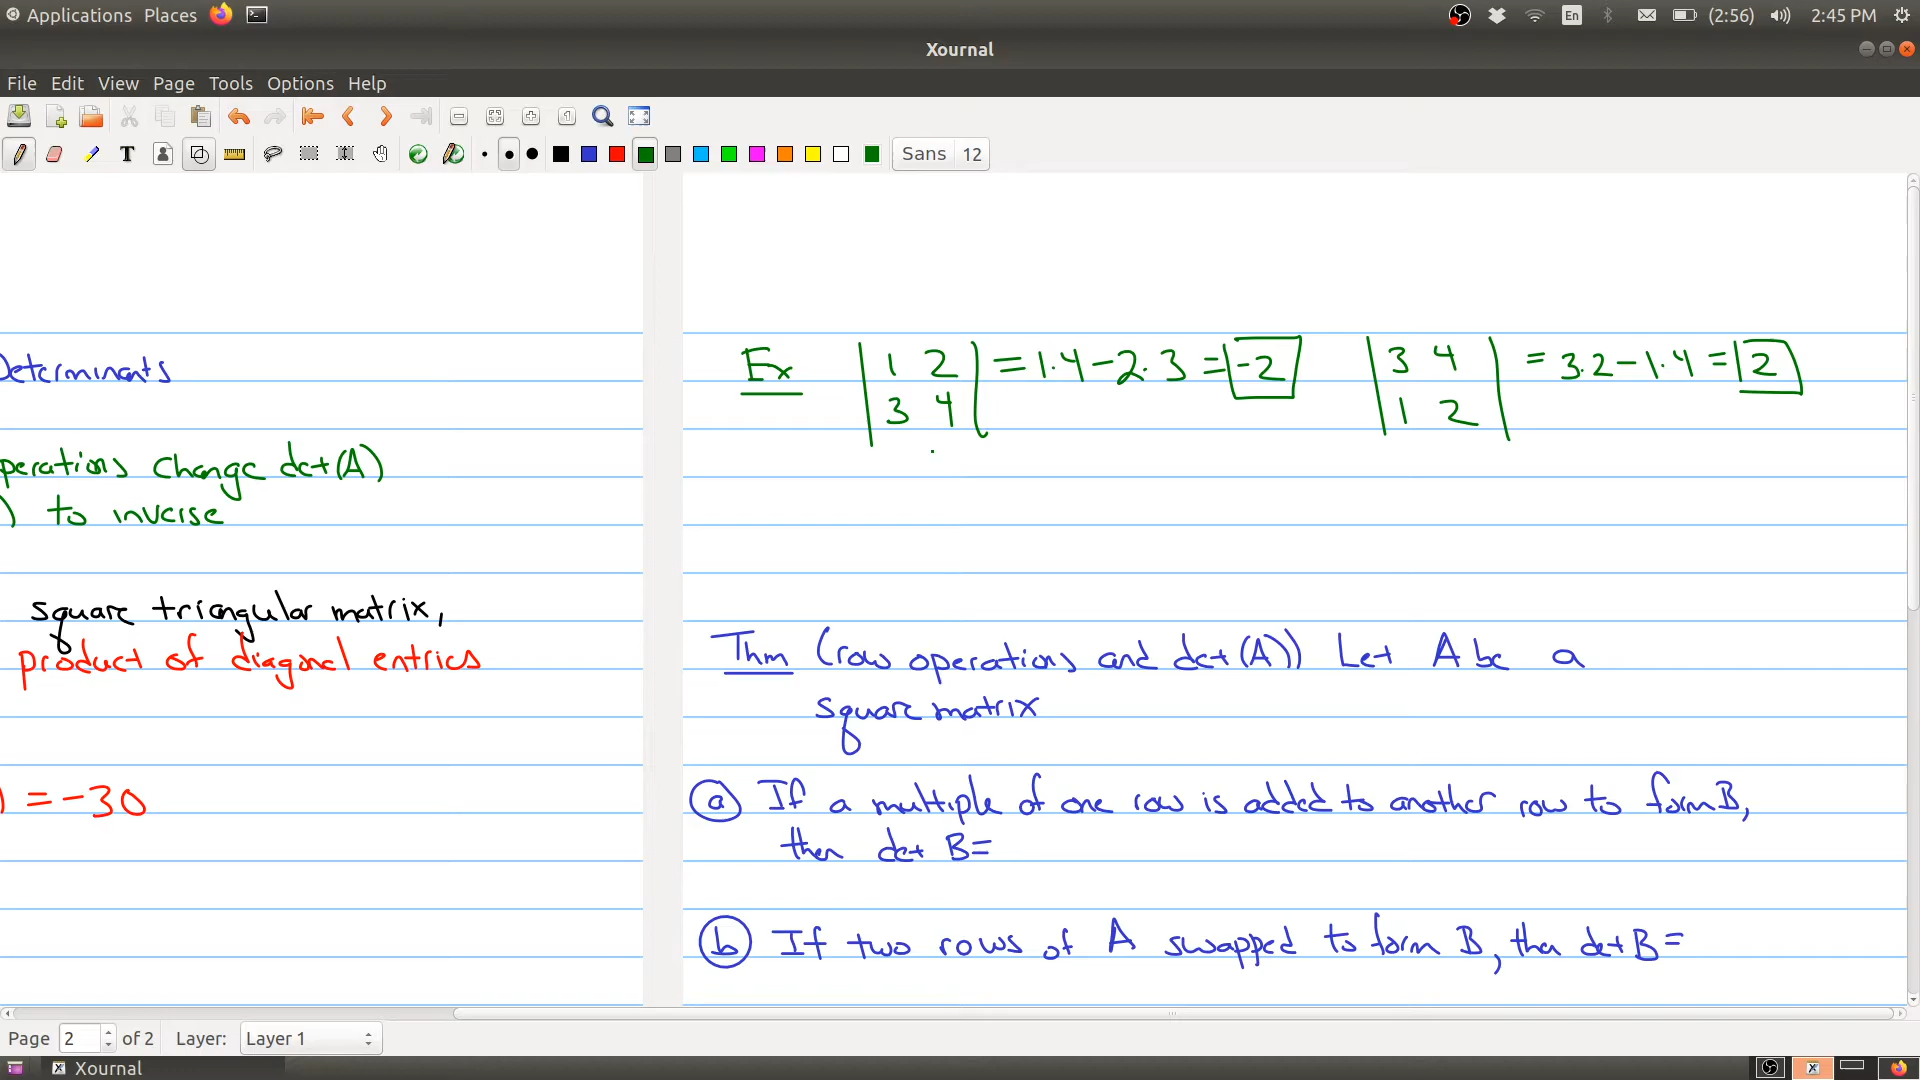 Applications Places En (2:56) 2:45 PM
Xournal
File Edit View Page Tools Options Help
T Sans 12
Determinants
perations change det(A)
) to inverse
square triangular matrix,
product of diagonal entries
) = -30
Ex | 1 2 | = 1·4 - 2·3 = -2 | 3 4 | = 3·2 - 1·4 = 2
| 3 4 | | 1 2 |
Thm (row operations and det(A)) Let A be a
square matrix
(a) If a multiple of one row is added to another row to form B,
then det B =
(b) If two rows of A swapped to form B, then det B =
Page 2 of 2 Layer: Layer 1
Xournal